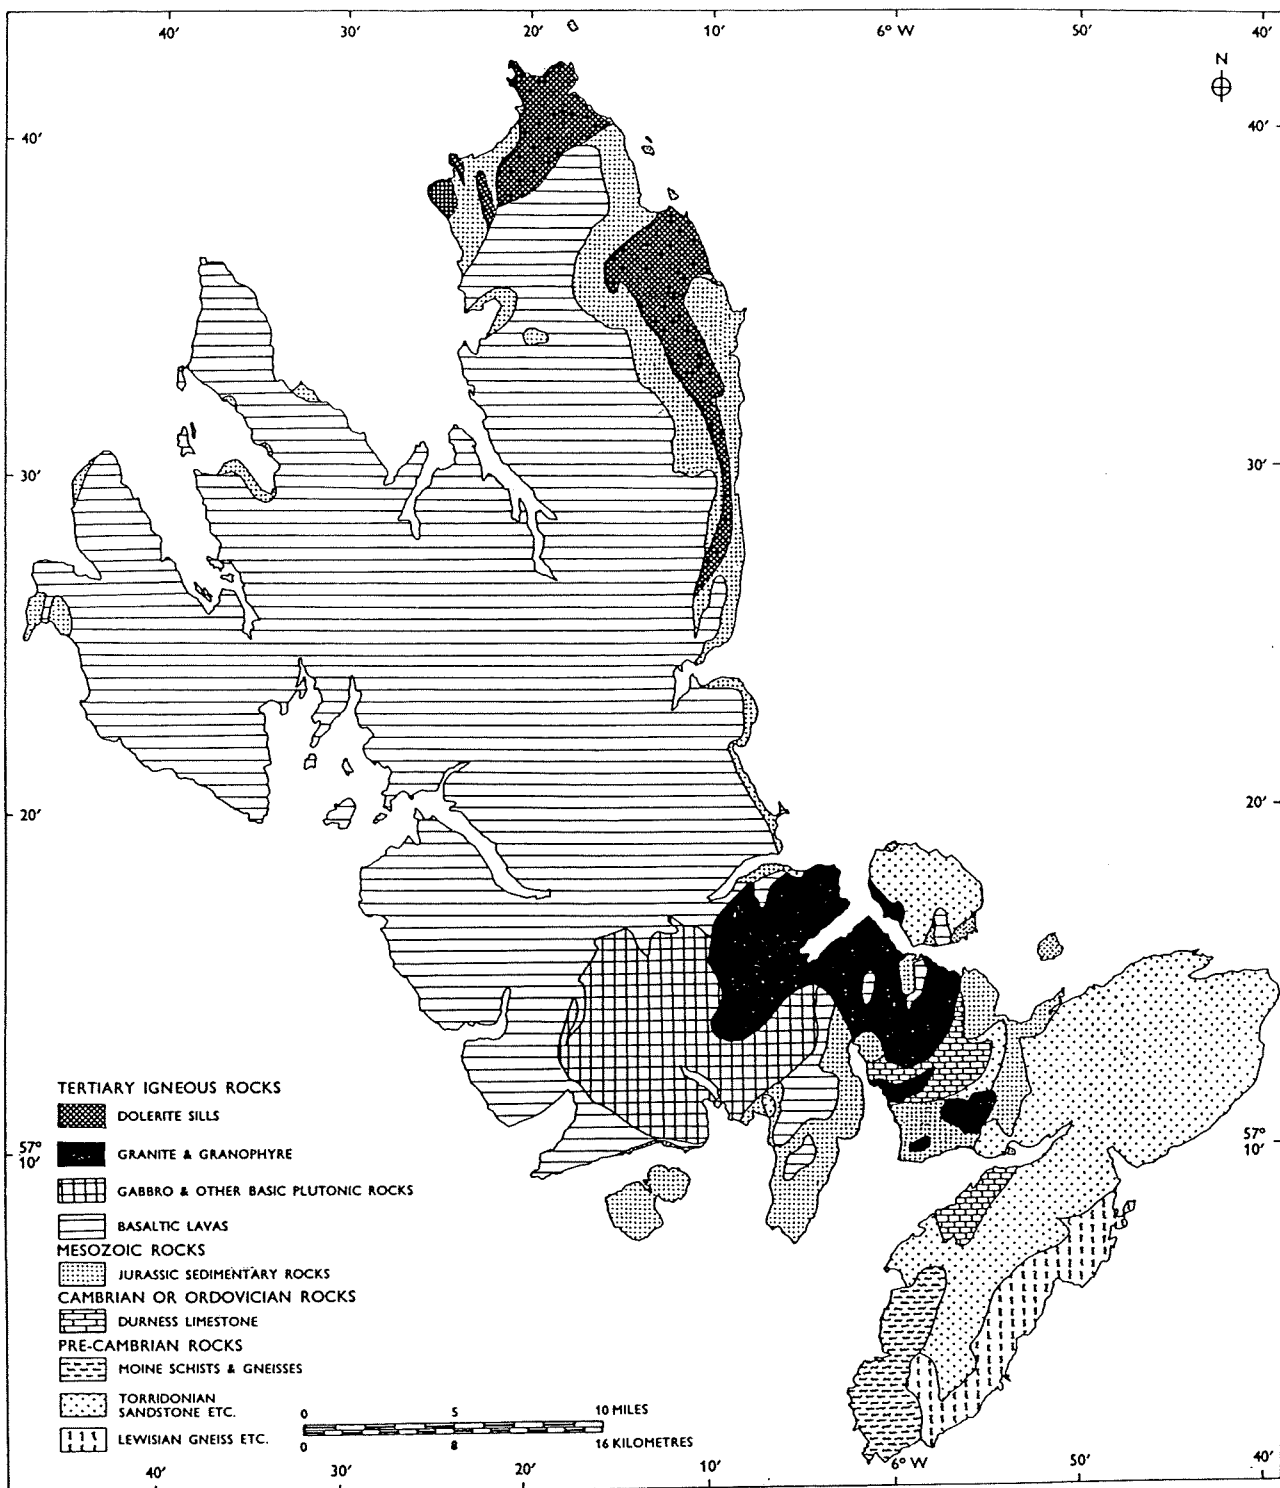 40′ 30′ 20′ 10′ 6° W 50′ 40′
N
40′ 40′
30′ 30′
20′ 20′
57° 10′ 57° 10′
TERTIARY IGNEOUS ROCKS
DOLERITE SILLS
GRANITE & GRANOPHYRE
GABBRO & OTHER BASIC PLUTONIC ROCKS
BASALTIC LAVAS
MESOZOIC ROCKS
JURASSIC SEDIMENTARY ROCKS
CAMBRIAN OR ORDOVICIAN ROCKS
DURNESS LIMESTONE
PRE-CAMBRIAN ROCKS
MOINE SCHISTS & GNEISSES
TORRIDONIAN
SANDSTONE ETC.
LEWISIAN GNEISS ETC.
0 5 10 MILES
0 8 16 KILOMETRES
40′ 30′ 20′ 10′ 6° W 50′ 40′